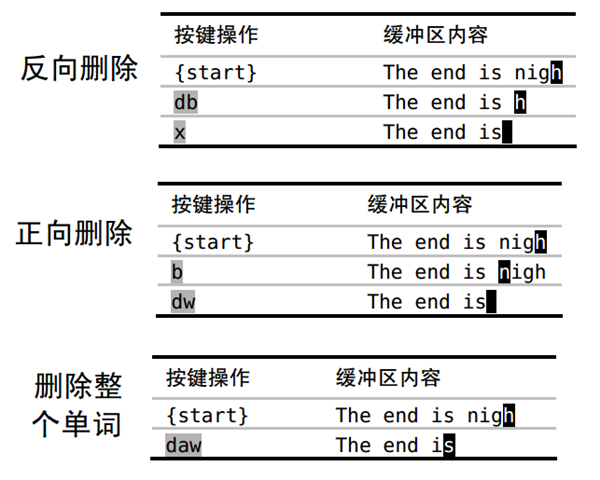 反向删除
按键操作 缓冲区内容
{start} The end is nigh
db The end is h
x The end is
正向删除
按键操作 缓冲区内容
{start} The end is nigh
b The end is nigh
dw The end is
删除整
个单词
按键操作 缓冲区内容
{start} The end is nigh
daw The end is